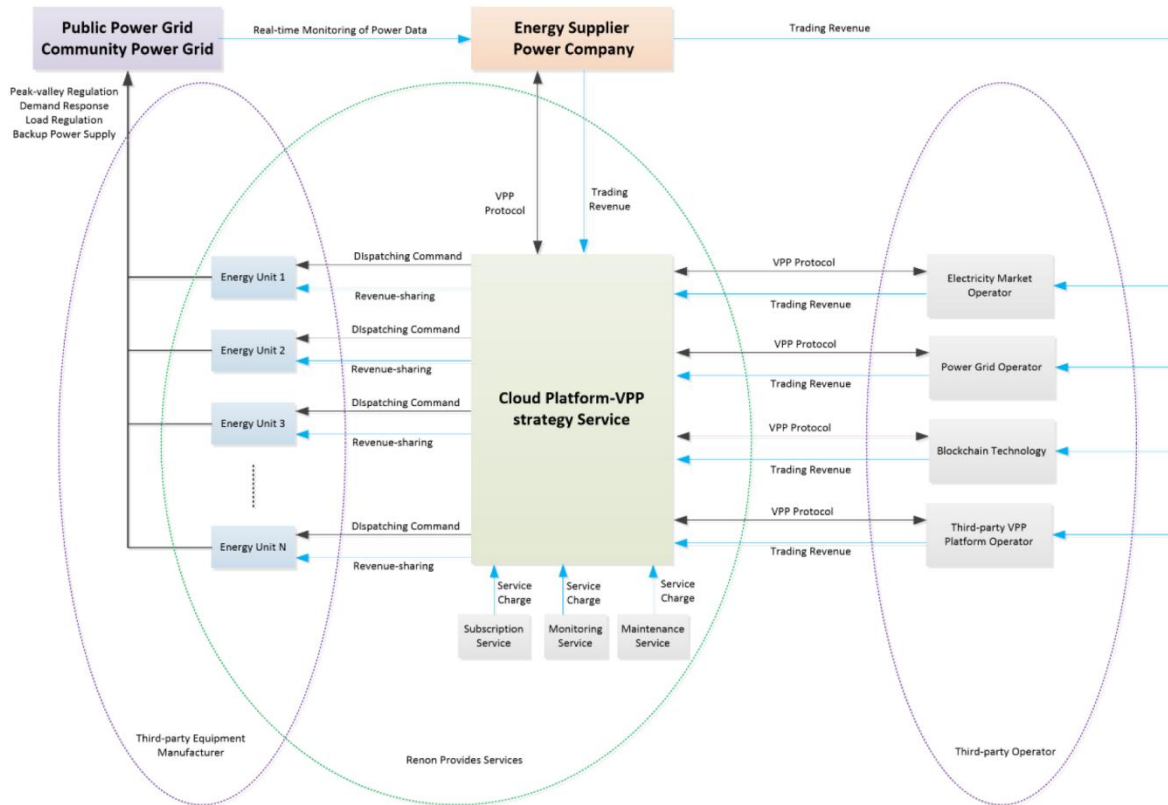 Public Power Grid
Community Power Grid
Real-time Monitoring of Power Data
Energy Supplier
Power Company
Trading Revenue
Peak-valley Regulation
Demand Response
Load Regulation
Backup Power Supply
VPP
Protocol
Trading
Revenue
Energy Unit 1
DIspatching Command
Revenue-sharing
Energy Unit 2
DIspatching Command
Revenue-sharing
Energy Unit 3
DIspatching Command
Revenue-sharing
Energy Unit N
DIspatching Command
Revenue-sharing
Cloud Platform-VPP
strategy Service
VPP Protocol
Trading Revenue
Electricity Market
Operator
VPP Protocol
Trading Revenue
Power Grid Operator
VPP Protocol
Trading Revenue
Blockchain Technology
VPP Protocol
Trading Revenue
Third-party VPP
Platform Operator
Service
Charge
Service
Charge
Service
Charge
Subscription
Service
Monitoring
Service
Maintenance
Service
Third-party Equipment
Manufacturer
Renon Provides Services
Third-party Operator